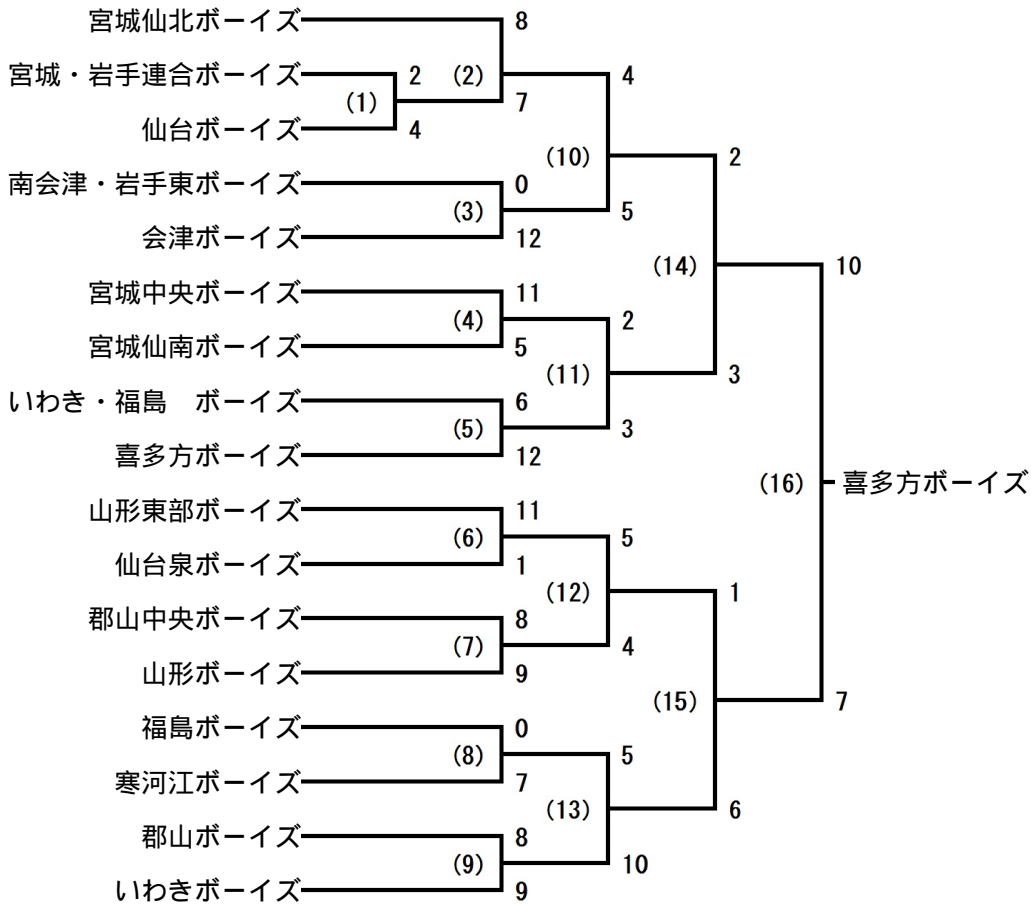 宮城仙北ボーイズ 8
宮城・岩手連合ボーイズ 2 (2) 4
(1) 7
仙台ボーイズ 4
(10) 2
南会津・岩手東ボーイズ 0
(3) 5
会津ボーイズ 12
(14) 10
宮城中央ボーイズ 11
(4) 2
宮城仙南ボーイズ 5
(11) 3
いわき・福島　ボーイズ 6
(5) 3
喜多方ボーイズ 12
(16) 喜多方ボーイズ
山形東部ボーイズ 11
(6) 5
仙台泉ボーイズ 1
(12) 1
郡山中央ボーイズ 8
(7) 4
山形ボーイズ 9
(15) 7
福島ボーイズ 0
(8) 5
寒河江ボーイズ 7
(13) 6
郡山ボーイズ 8
(9) 10
いわきボーイズ 9